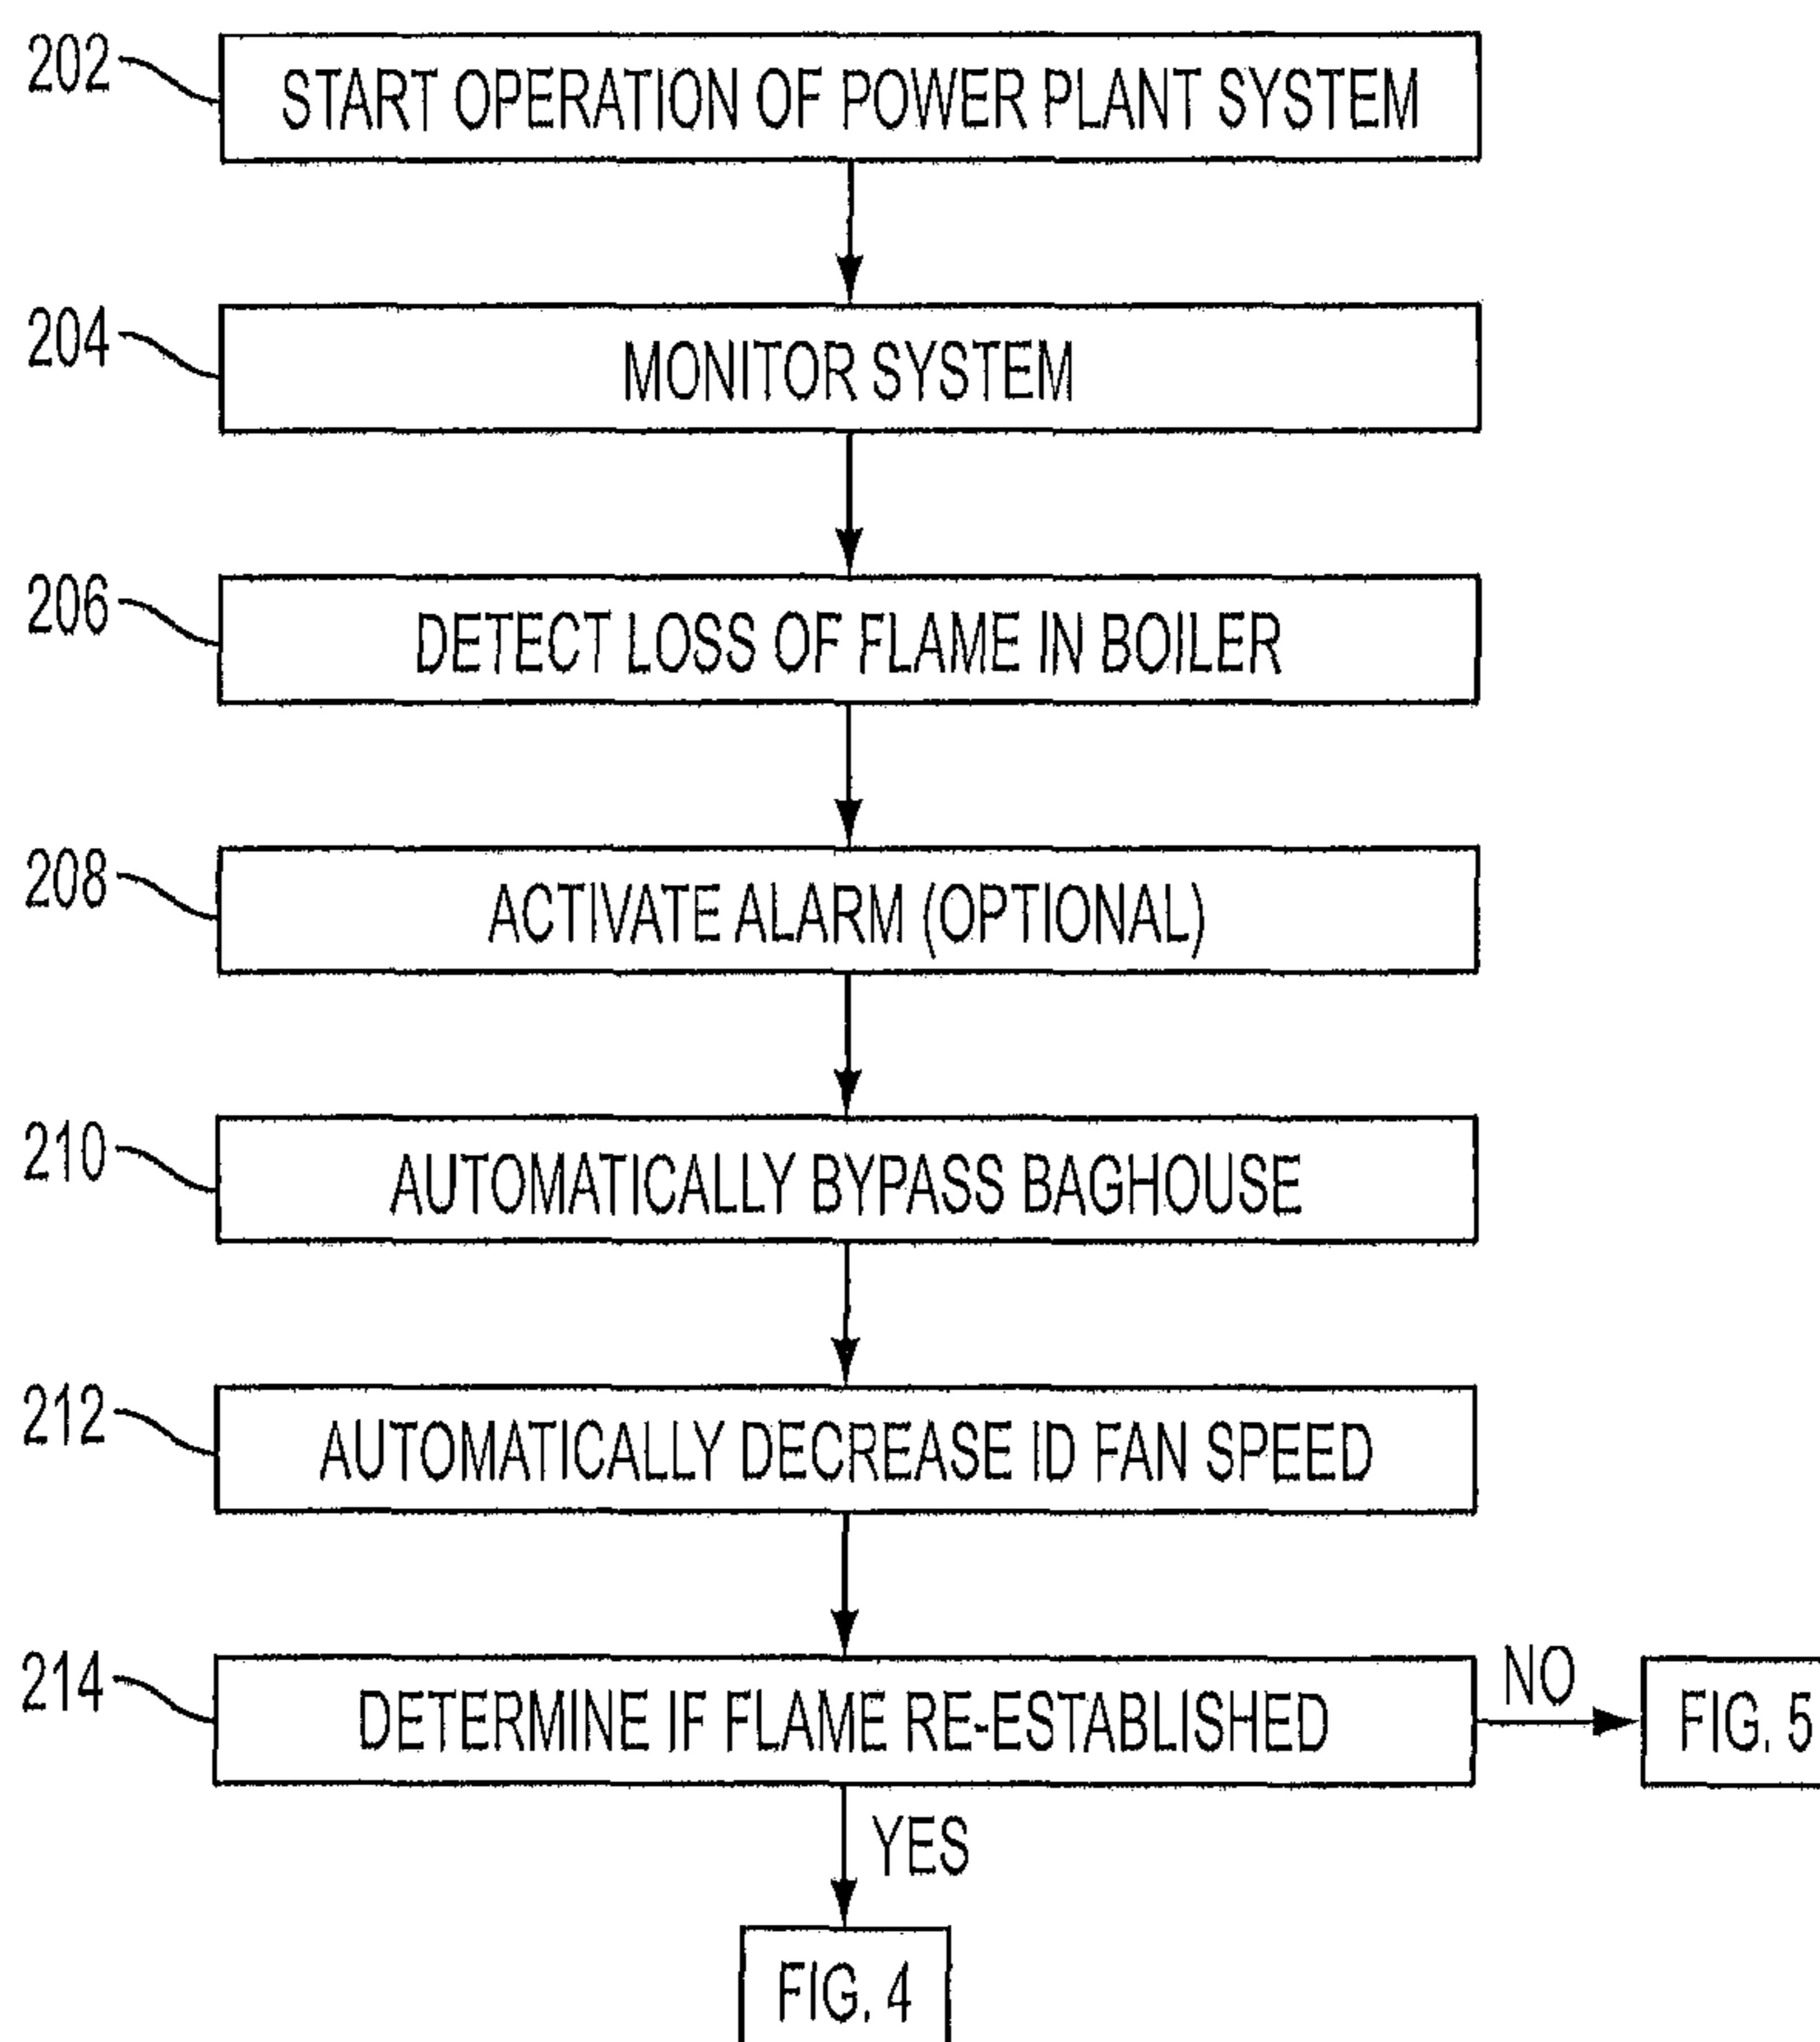 202
START OPERATION OF POWER PLANT SYSTEM
204
MONITOR SYSTEM
206
DETECT LOSS OF FLAME IN BOILER
208
ACTIVATE ALARM (OPTIONAL)
210
AUTOMATICALLY BYPASS BAGHOUSE
212
AUTOMATICALLY DECREASE ID FAN SPEED
214
DETERMINE IF FLAME RE-ESTABLISHED
NO
FIG. 5
YES
FIG. 4